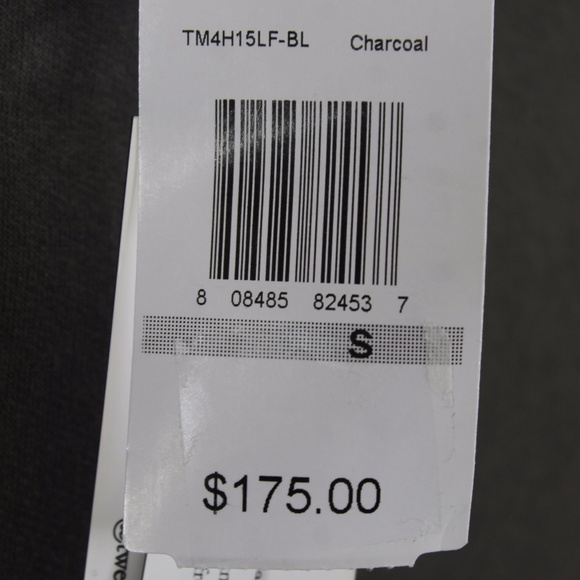 TM4H15LF-BL Charcoal
8 08485 82453 7
S
$175.00